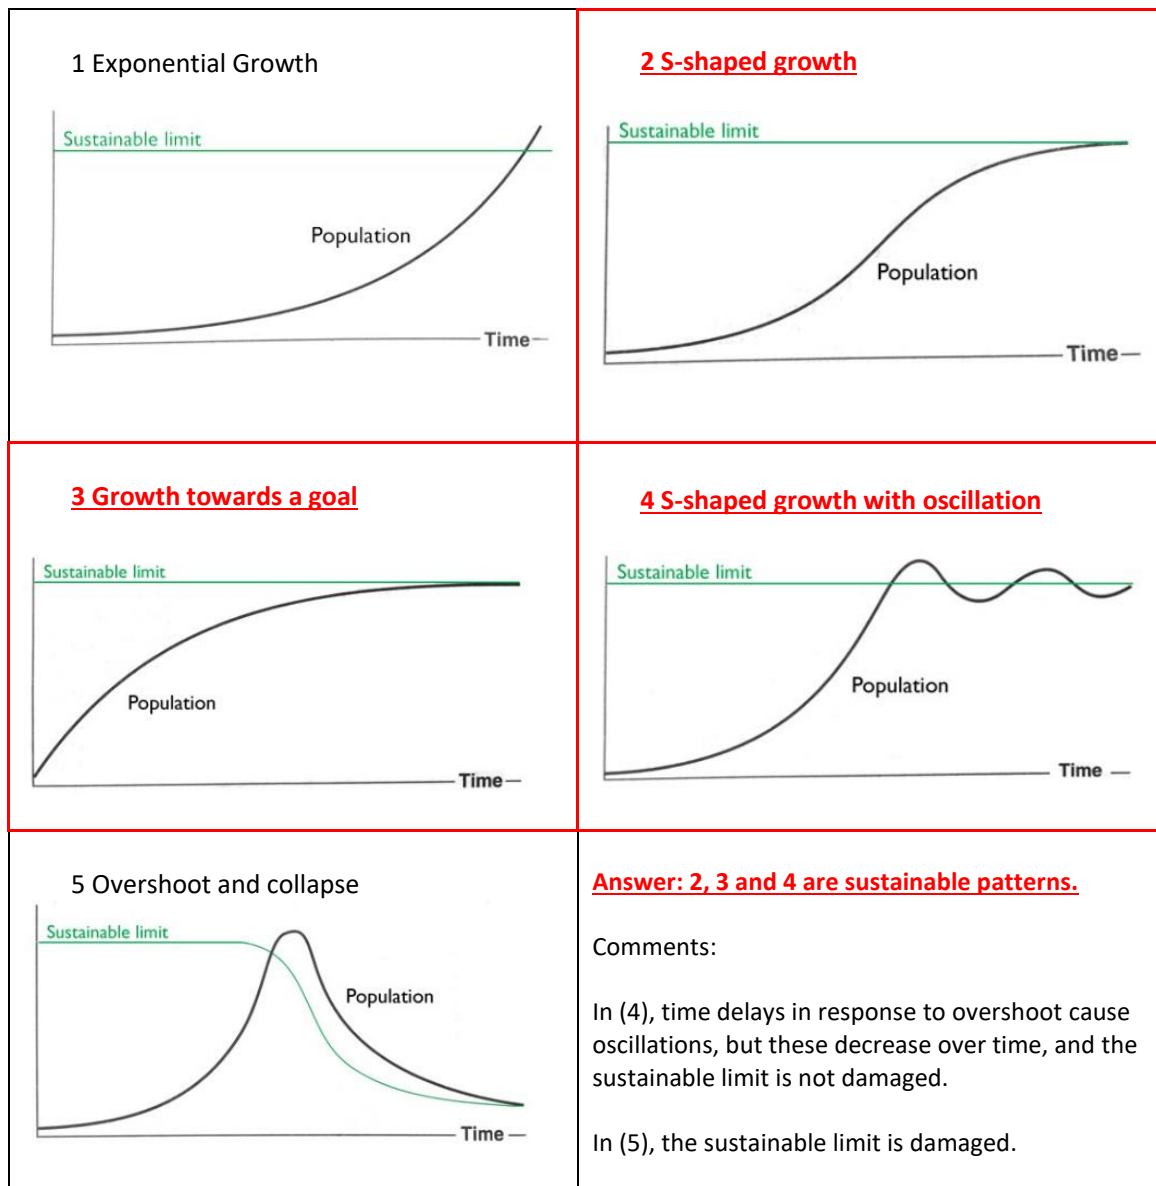 1 Exponential Growth
Sustainable limit
Population
Time
2 S-shaped growth
Sustainable limit
Population
Time
3 Growth towards a goal
Sustainable limit
Population
Time
4 S-shaped growth with oscillation
Sustainable limit
Population
Time
5 Overshoot and collapse
Sustainable limit
Population
Time
Answer: 2, 3 and 4 are sustainable patterns.
Comments:
In (4), time delays in response to overshoot cause
oscillations, but these decrease over time, and the
sustainable limit is not damaged.
In (5), the sustainable limit is damaged.